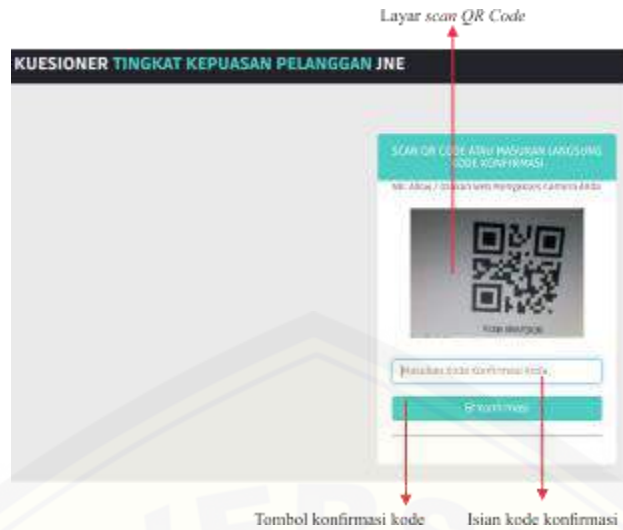 Layar scan QR Code
KUESIONER TINGKAT KEPUASAN PELANGGAN JNE
SCAN QR CODE ATAU MASUKAN LANGSUNG
KODE KONFIRMASI
Masukan Kode Konfirmasi Anda
Konfirmasi
Tombol konfirmasi kode
Isian kode konfirmasi